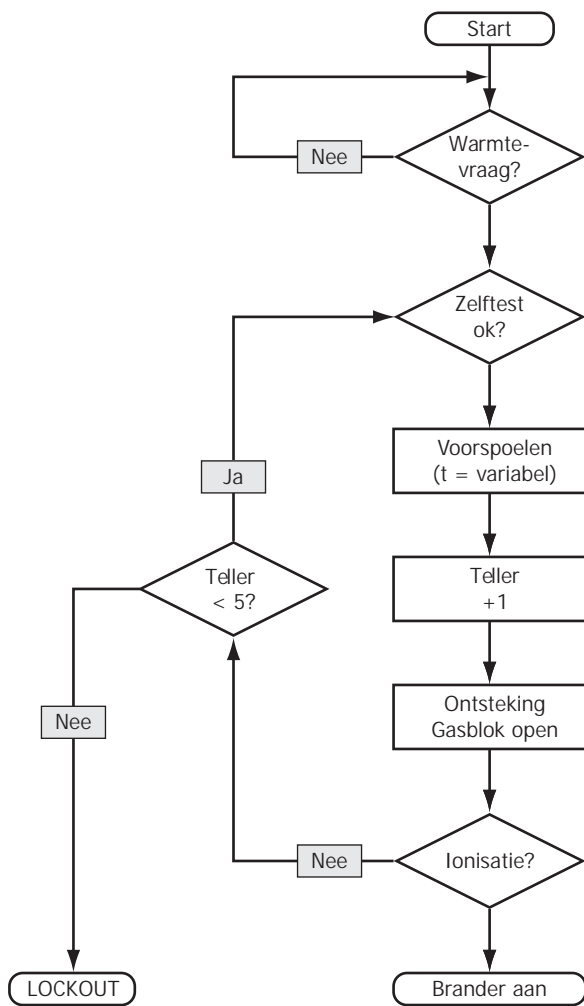 Start
Nee
Warmte-
vraag?
Zelftest
ok?
Voorspoelen
(t = variabel)
Ja
Teller
< 5?
Teller
+1
Nee
Ontsteking
Gasblok open
Nee
Ionisatie?
LOCKOUT
Brander aan